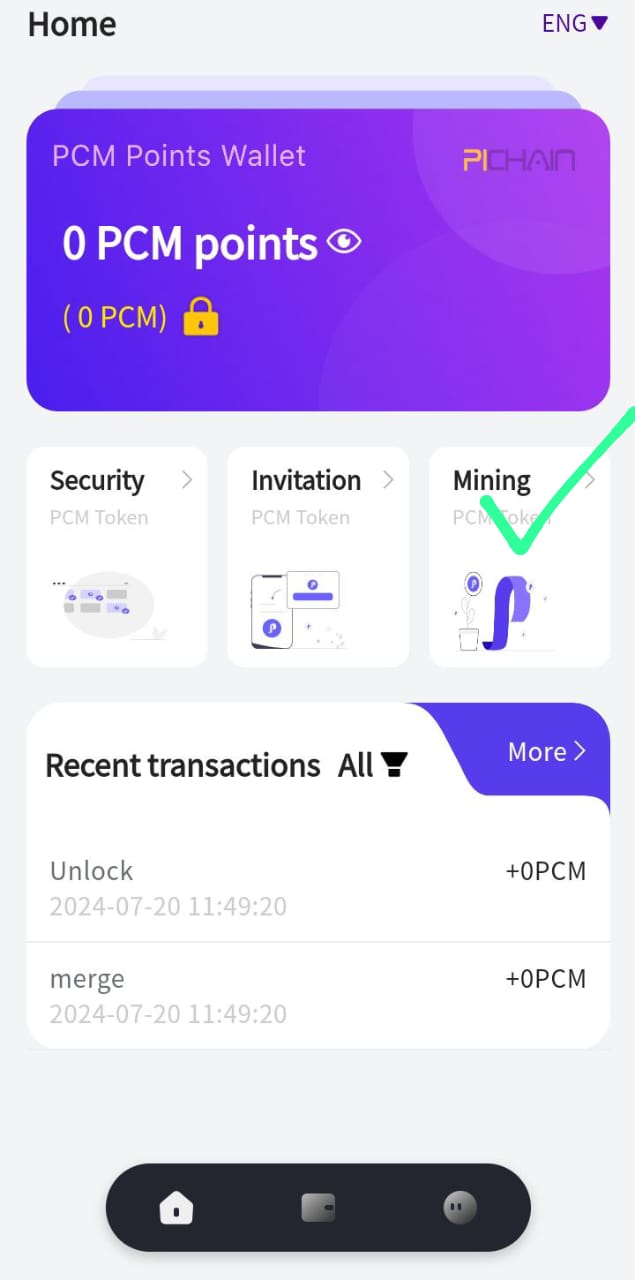 Home
ENG
PCM Points Wallet
PICHAIN
0 PCM points
( 0 PCM)
Security
PCM Token
Invitation
PCM Token
Mining
PCM Token
Recent transactions All
More
Unlock
+0PCM
2024-07-20 11:49:20
merge
+0PCM
2024-07-20 11:49:20